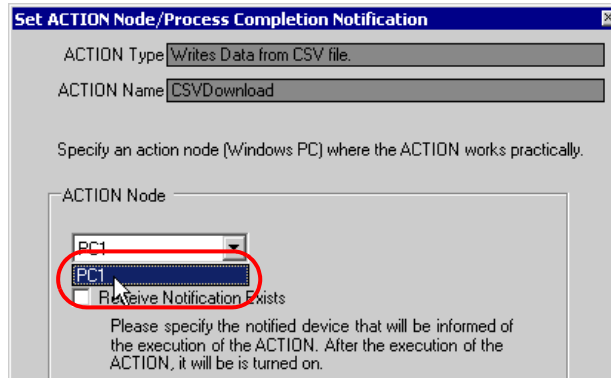 Set ACTION Node/Process Completion Notification
ACTION Type Writes Data from CSV file.
ACTION Name CSVDownload
Specify an action node (Windows PC) where the ACTION works practically.
ACTION Node
PC1
PC1
Receive Notification Exists
Please specify the notified device that will be informed of
the execution of the ACTION. After the execution of the
ACTION, it will be is turned on.